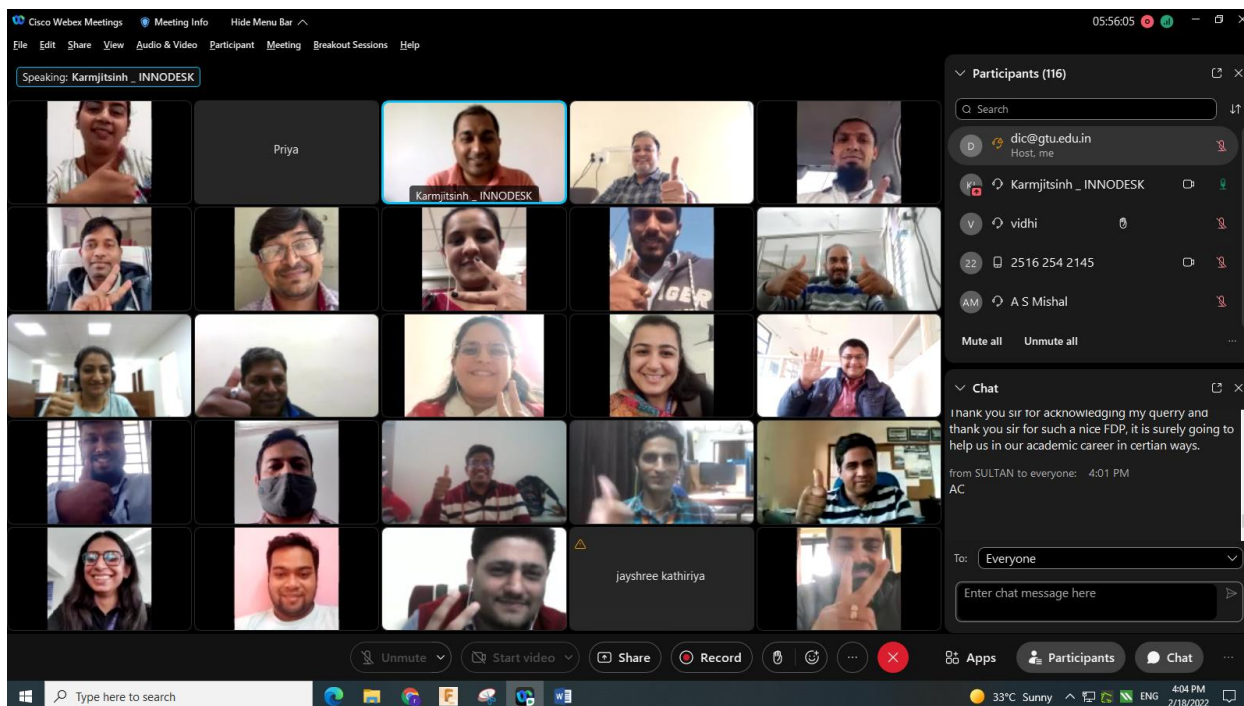 Cisco Webex Meetings Meeting Info Hide Menu Bar 05:56:05
File Edit Share View Audio & Video Participant Meeting Breakout Sessions Help
Speaking: Karmjitsinh _ INNODESK
Priya
Karmjitsinh _ INNODESK
jayshree kathiriya
Participants (116)
Search
D dic@gtu.edu.in
Host, me
KI Karmjitsinh _ INNODESK
V vidhi
22 2516 254 2145
AM A S Mishal
Mute all Unmute all
Chat
Thank you sir for acknowledging my querry and
thank you sir for such a nice FDP, it is surely going to
help us in our academic career in certian ways.
from SULTAN to everyone: 4:01 PM
AC
To: Everyone
Enter chat message here
Unmute Start video Share Record Apps Participants Chat
Type here to search 33°C Sunny ENG 4:04 PM
2/18/2022